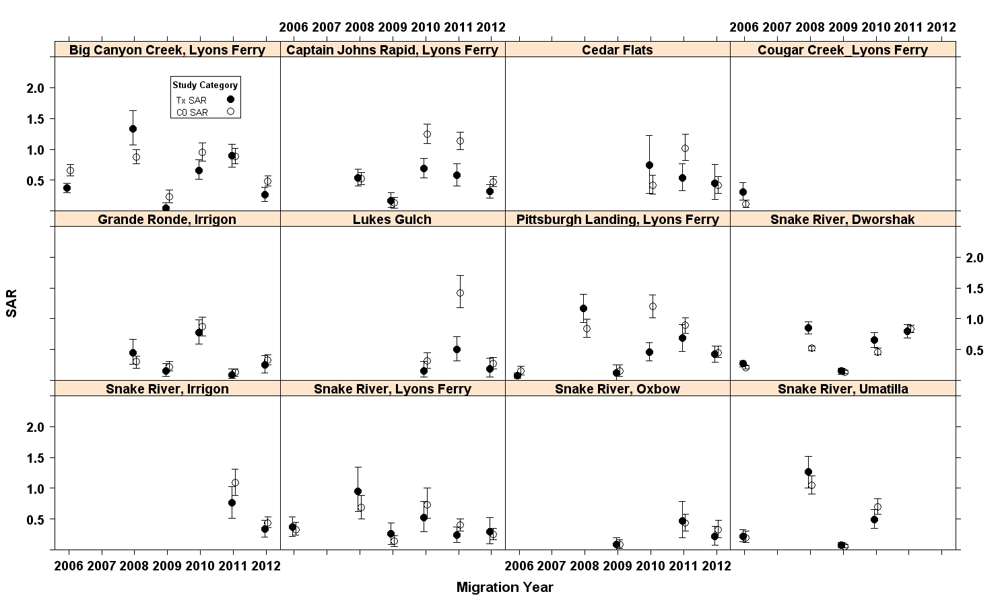 2006 2007 2008 2009 2010 2011 2012
2006 2007 2008 2009 2010 2011 2012
Big Canyon Creek, Lyons Ferry
Captain Johns Rapid, Lyons Ferry
Cedar Flats
Cougar Creek_Lyons Ferry
2.0
1.5
1.0
0.5
Study Category
Tx SAR
C0 SAR
Grande Ronde, Irrigon
Lukes Gulch
Pittsburgh Landing, Lyons Ferry
Snake River, Dworshak
2.0
1.5
1.0
0.5
SAR
Snake River, Irrigon
Snake River, Lyons Ferry
Snake River, Oxbow
Snake River, Umatilla
2.0
1.5
1.0
0.5
2006 2007 2008 2009 2010 2011 2012
2006 2007 2008 2009 2010 2011 2012
Migration Year